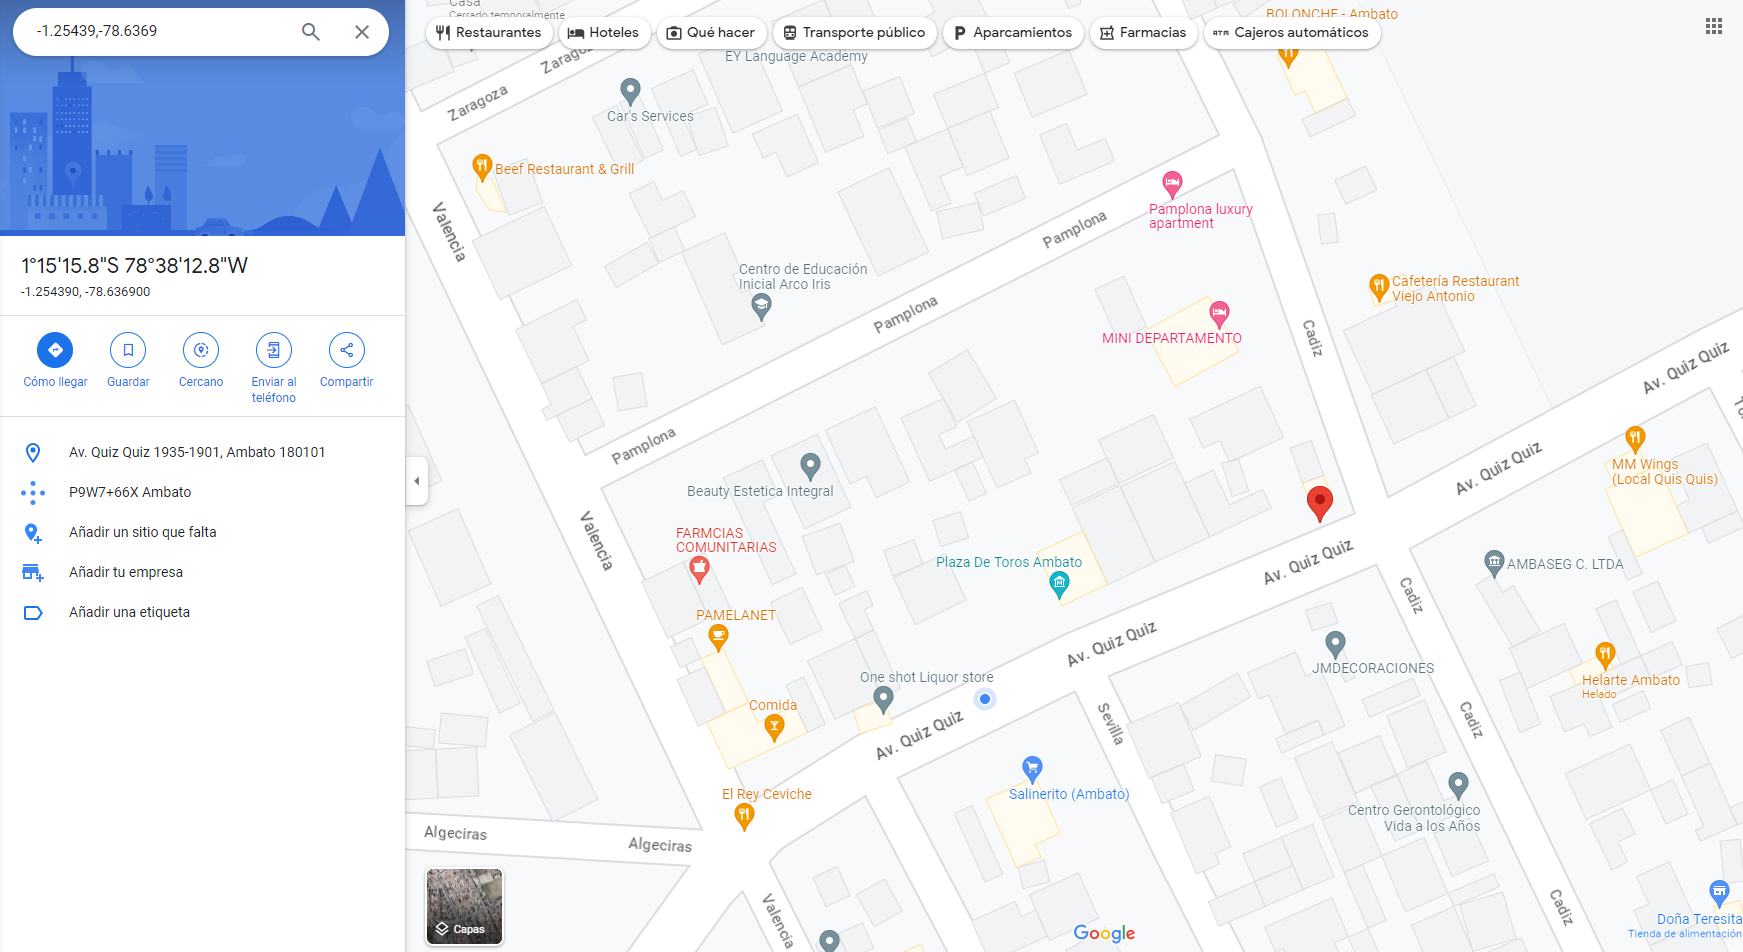 -1.25439,-78.6369
1°15'15.8"S 78°38'12.8"W
-1.254390, -78.636900
Cómo llegar
Guardar
Cercano
Enviar al
teléfono
Compartir
Av. Quiz Quiz 1935-1901, Ambato 180101
P9W7+66X Ambato
Añadir un sitio que falta
Añadir tu empresa
Añadir una etiqueta
Casa
Cerrado temporalmente
BOLONCHE - Ambato
Restaurantes
Hoteles
Qué hacer
Transporte público
Aparcamientos
Farmacias
ATM Cajeros automáticos
EY Language Academy
Zaragoza
Zaragoza
Car's Services
Beef Restaurant & Grill
Valencia
Pamplona
Pamplona luxury
apartment
Centro de Educación
Inicial Arco Iris
Pamplona
Cafetería Restaurant
Viejo Antonio
MINI DEPARTAMENTO
Cadiz
Av. Quiz Quiz
Pamplona
Beauty Estetica Integral
Av. Quiz Quiz
MM Wings
(Local Quis Quis)
Valencia
FARMCIAS
COMUNITARIAS
Plaza De Toros Ambato
Av. Quiz Quiz
AMBASEG C. LTDA
Cadiz
PAMELANET
Av. Quiz Quiz
JMDECORACIONES
One shot Liquor store
Helarte Ambato
Helado
Comida
Av. Quiz Quiz
Sevilla
Cadiz
El Rey Ceviche
Salinerito (Ambato)
Centro Gerontológico
Vida a los Años
Algeciras
Algeciras
Valencia
Cadiz
Capas
Google
Doña Teresita
Tienda de alimentación